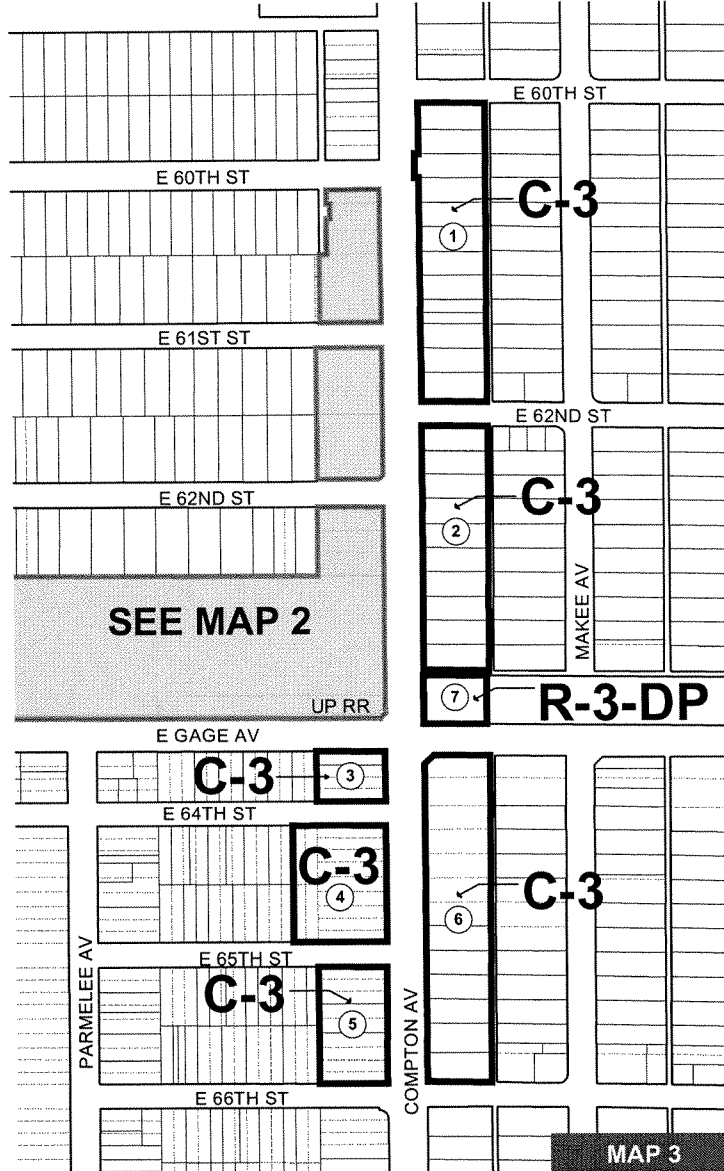 E 60TH ST
E 60TH ST
C-3
1
E 61ST ST
E 62ND ST
E 62ND ST
C-3
2
MAKEE AV
SEE MAP 2
7
R-3-DP
UP RR
E GAGE AV
C-3
3
E 64TH ST
C-3
4
C-3
6
E 65TH ST
C-3
5
PARMELEE AV
COMPTON AV
E 66TH ST
MAP 3